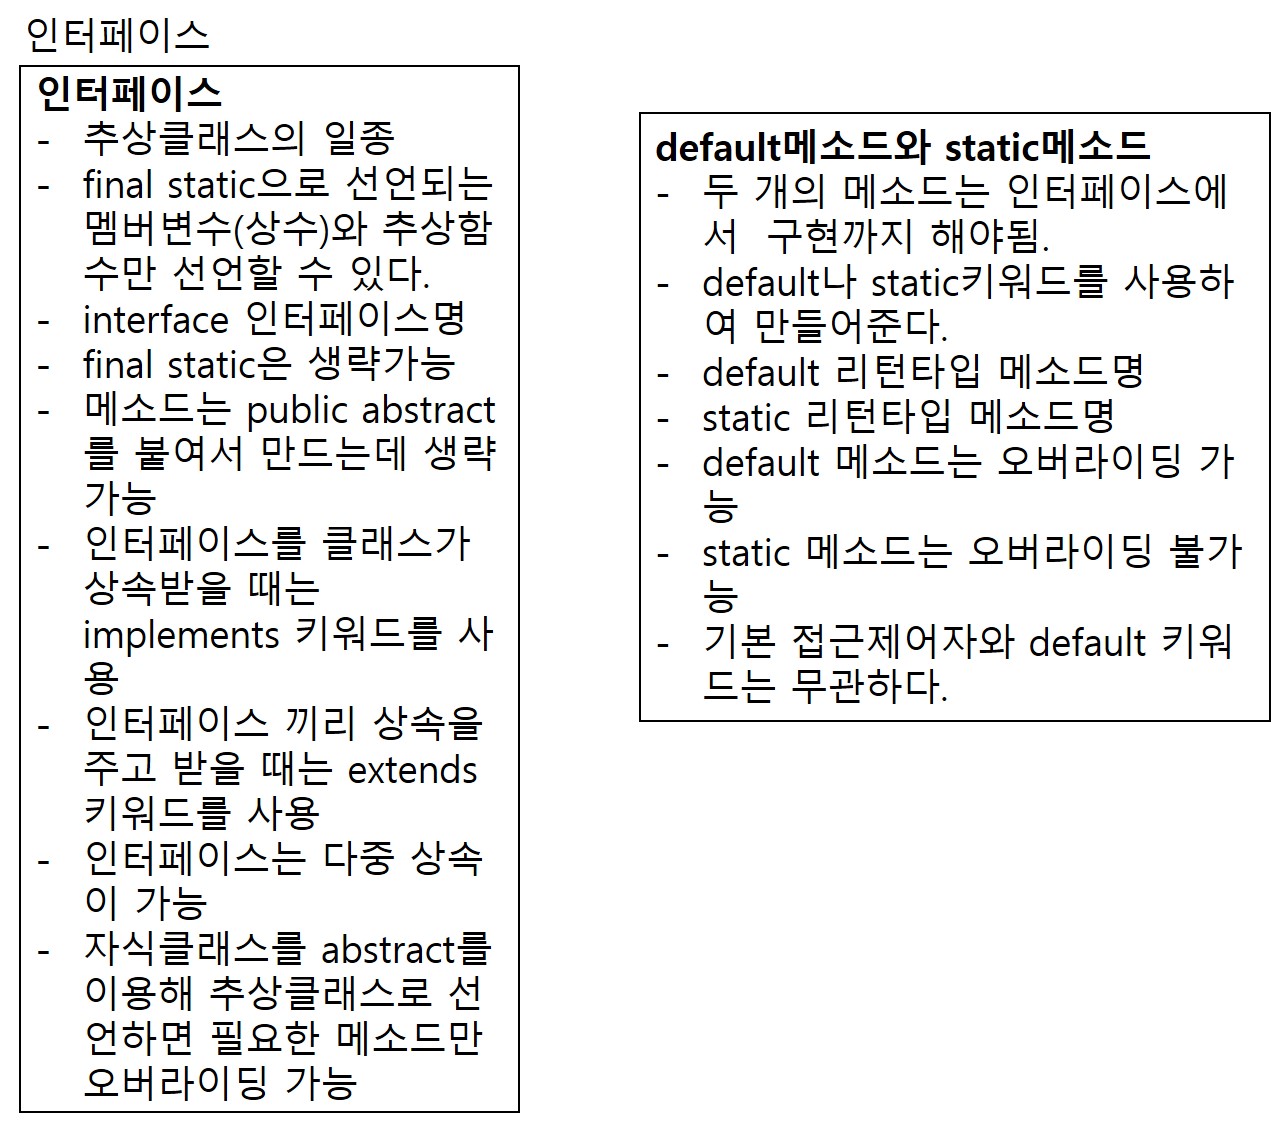 인터페이스
인터페이스
- 추상클래스의 일종
- final static으로 선언되는
멤버변수(상수)와 추상함
수만 선언할 수 있다.
- interface 인터페이스명
- final static은 생략가능
- 메소드는 public abstract
를 붙여서 만드는데 생략
가능
- 인터페이스를 클래스가
상속받을 때는
implements 키워드를 사
용
- 인터페이스 끼리 상속을
주고 받을 때는 extends
키워드를 사용
- 인터페이스는 다중 상속
이 가능
- 자식클래스를 abstract를
이용해 추상클래스로 선
언하면 필요한 메소드만
오버라이딩 가능
default메소드와 static메소드
- 두 개의 메소드는 인터페이스에
서 구현까지 해야됨.
- default나 static키워드를 사용하
여 만들어준다.
- default 리턴타입 메소드명
- static 리턴타입 메소드명
- default 메소드는 오버라이딩 가
능
- static 메소드는 오버라이딩 불가
능
- 기본 접근제어자와 default 키워
드는 무관하다.